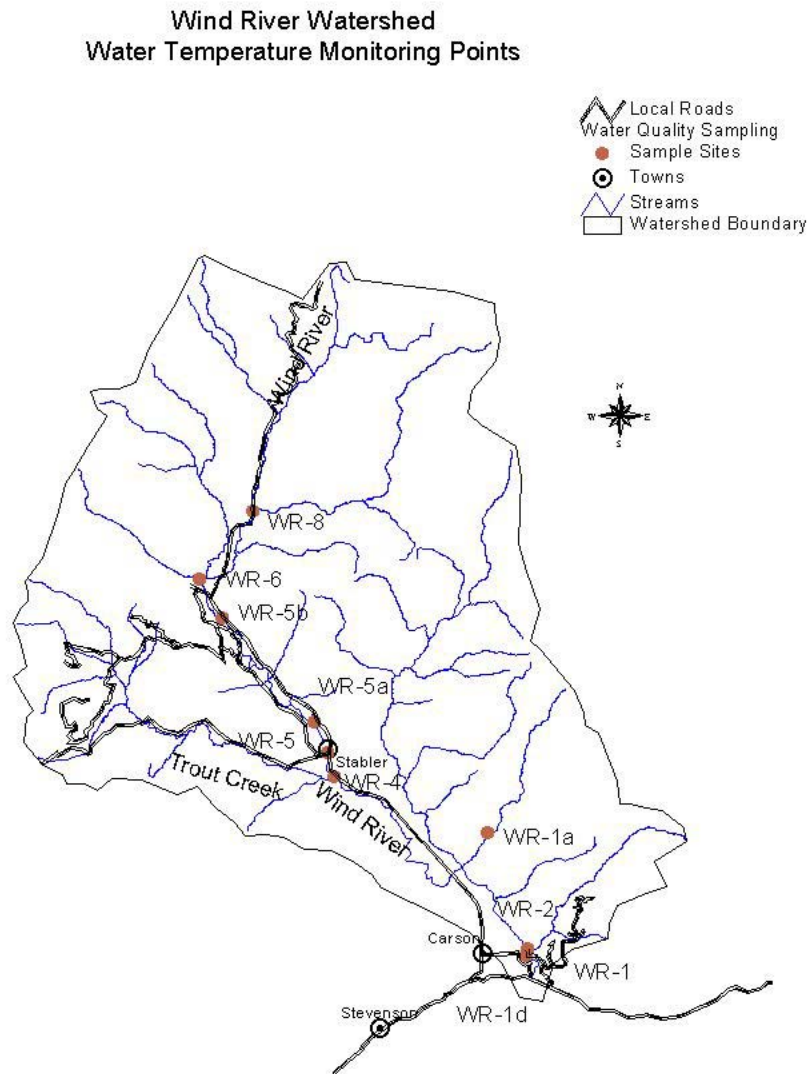 Wind River Watershed
Water Temperature Monitoring Points
Local Roads
Water Quality Sampling
Sample Sites
Towns
Streams
Watershed Boundary
Wind River
N
W
E
S
WR-8
WR-6
WR-5b
WR-5a
WR-5
Stabler
Trout Creek
WR-4
Wind River
WR-1a
WR-2
Carson
WR-1
Stevenson
WR-1d